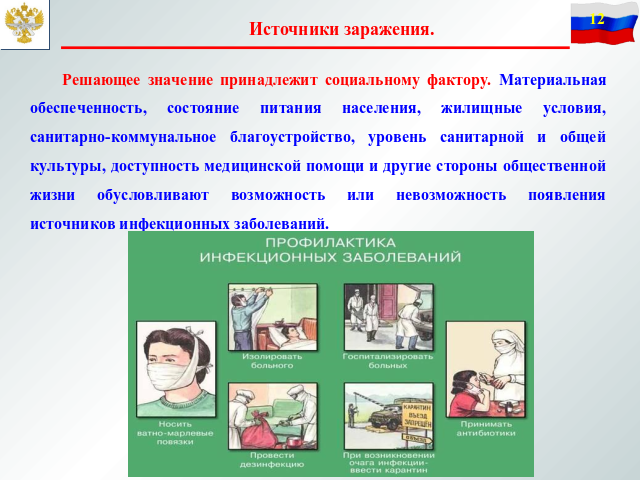 12
Источники заражения.
Решающее значение принадлежит социальному фактору. Материальная
обеспеченность, состояние питания населения, жилищные условия,
санитарно-коммунальное благоустройство, уровень санитарной и общей
культуры, доступность медицинской помощи и другие стороны общественной
жизни обусловливают возможность или невозможность появления
источников инфекционных заболеваний.
ПРОФИЛАКТИКА
ИНФЕКЦИОННЫХ ЗАБОЛЕВАНИЙ
Изолировать
больного
Госпитализировать
больных
Носить
ватно-марлевые
повязки
Провести
дезинфекцию
КАРАНТИН
ВЪЕЗД
ЗАПРЕЩЁН
При возникновении
очага инфекции-
ввести карантин
Принимать
антибиотики